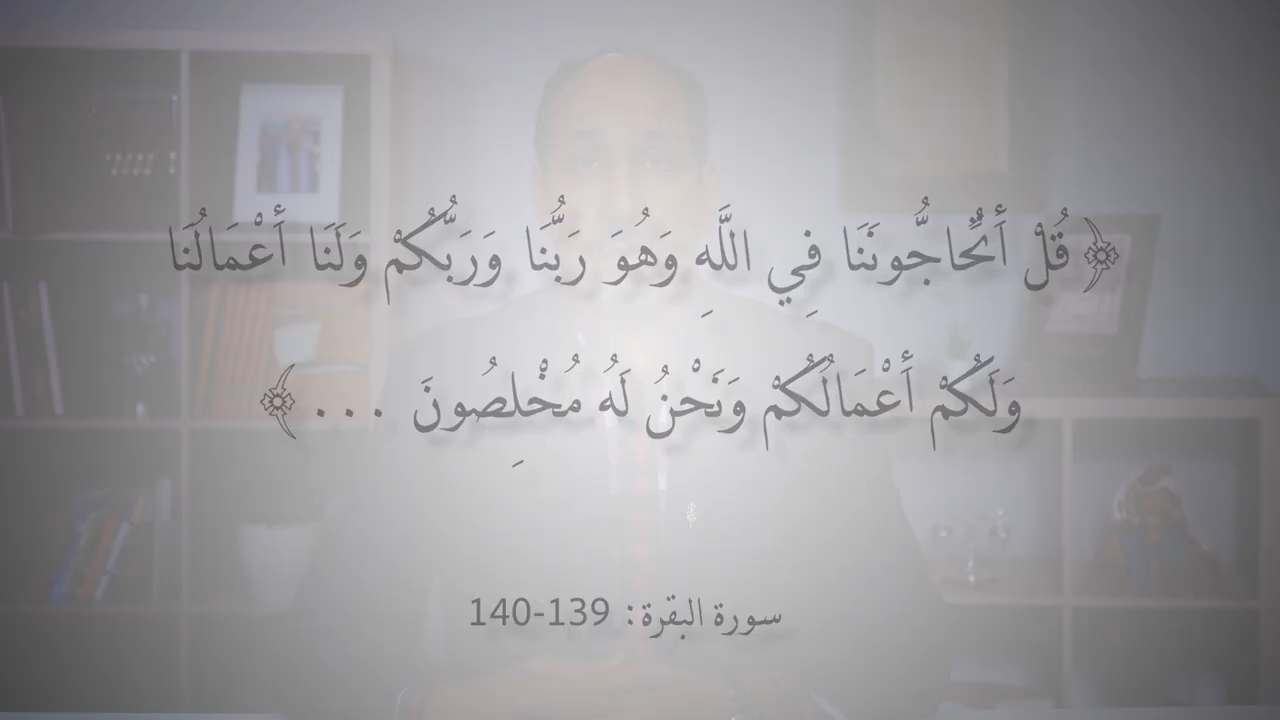 ﴿ قُلْ أَتُحَاجُّونَنَا فِي اللَّهِ وَهُوَ رَبُّنَا وَرَبُّكُمْ وَلَنَا أَعْمَالُنَا
وَلَكُمْ أَعْمَالُكُمْ وَنَحْنُ لَهُ مُخْلِصُونَ ... ﴾
سورة البقرة: 139-140